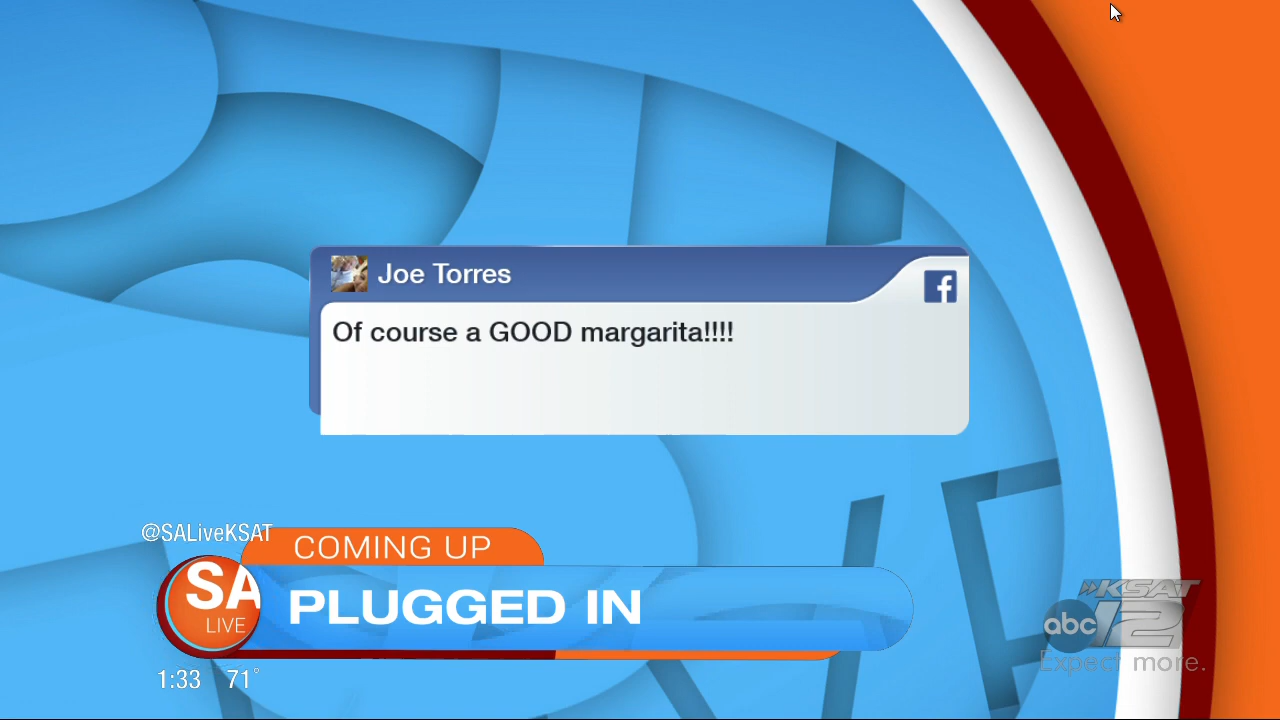 Joe Torres
Of course a GOOD margarita!!!!
@SALiveKSAT
COMING UP
SA
LIVE
PLUGGED IN
1:33 71°
KSAT
abc 12
Expect more.